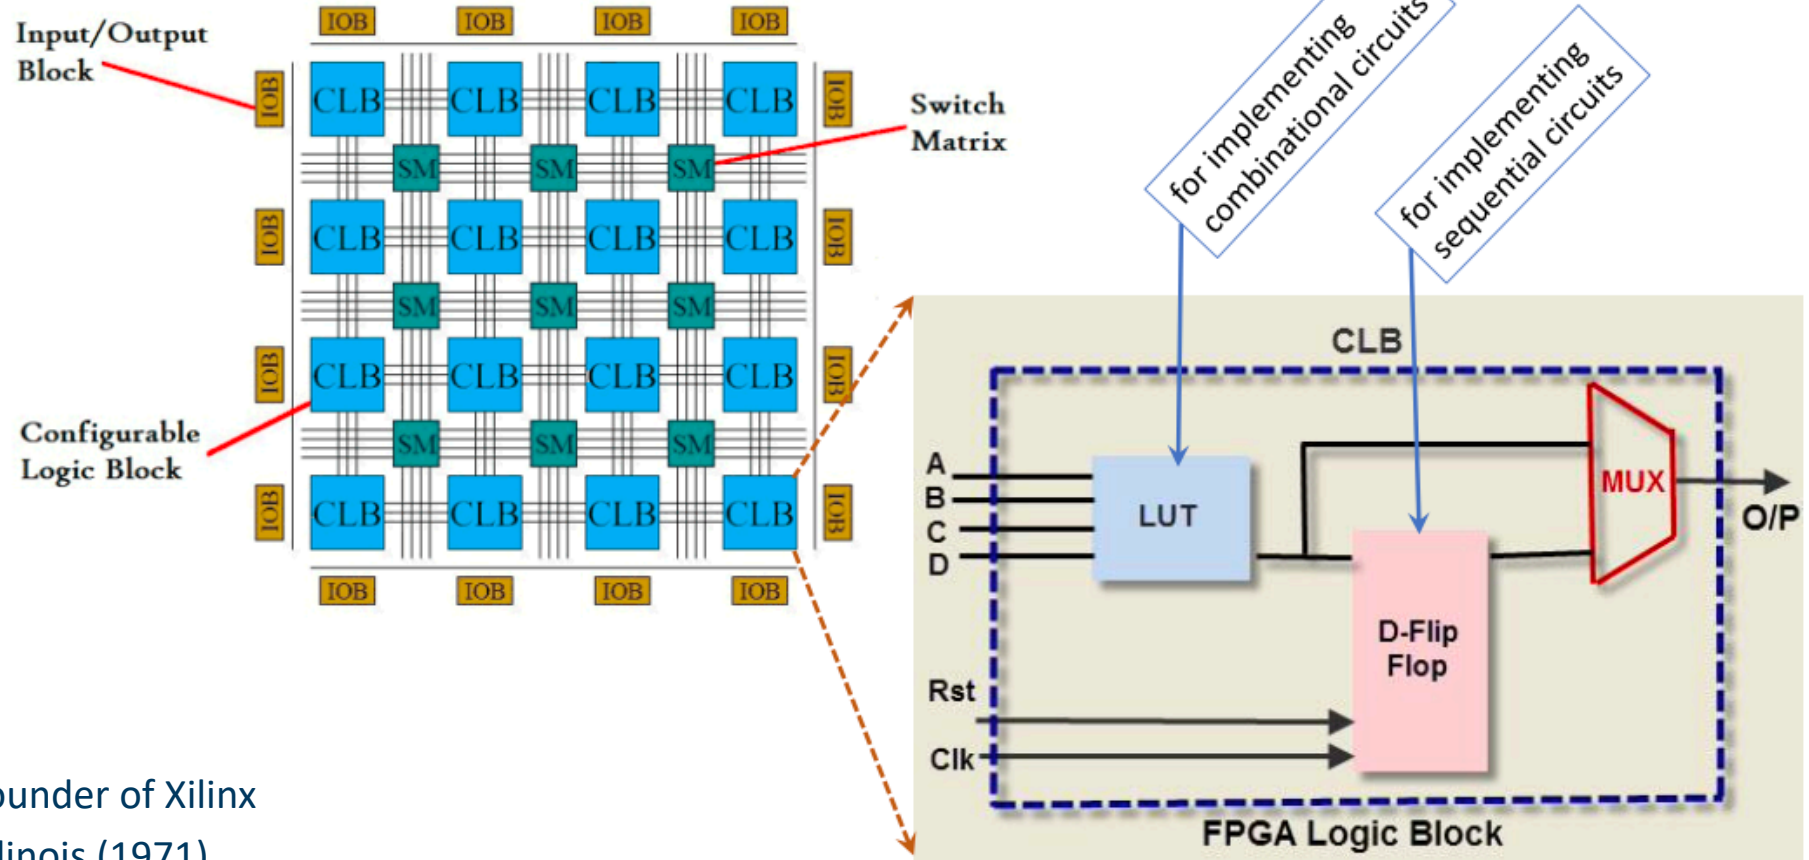 IOB IOB IOB IOB
Input/Output
Block
IOB CLB CLB CLB CLB IOB
Switch
Matrix
SM SM SM
IOB CLB CLB CLB CLB IOB
SM SM SM
IOB CLB CLB CLB CLB IOB
Configurable
Logic Block
SM SM SM
IOB CLB CLB CLB CLB IOB
IOB IOB IOB IOB
for implementing
combinational circuits
for implementing
sequential circuits
CLB
A
B
C
D
LUT
MUX
O/P
D-Flip
Flop
Rst
Clk
FPGA Logic Block
of Xilinx
(1971)